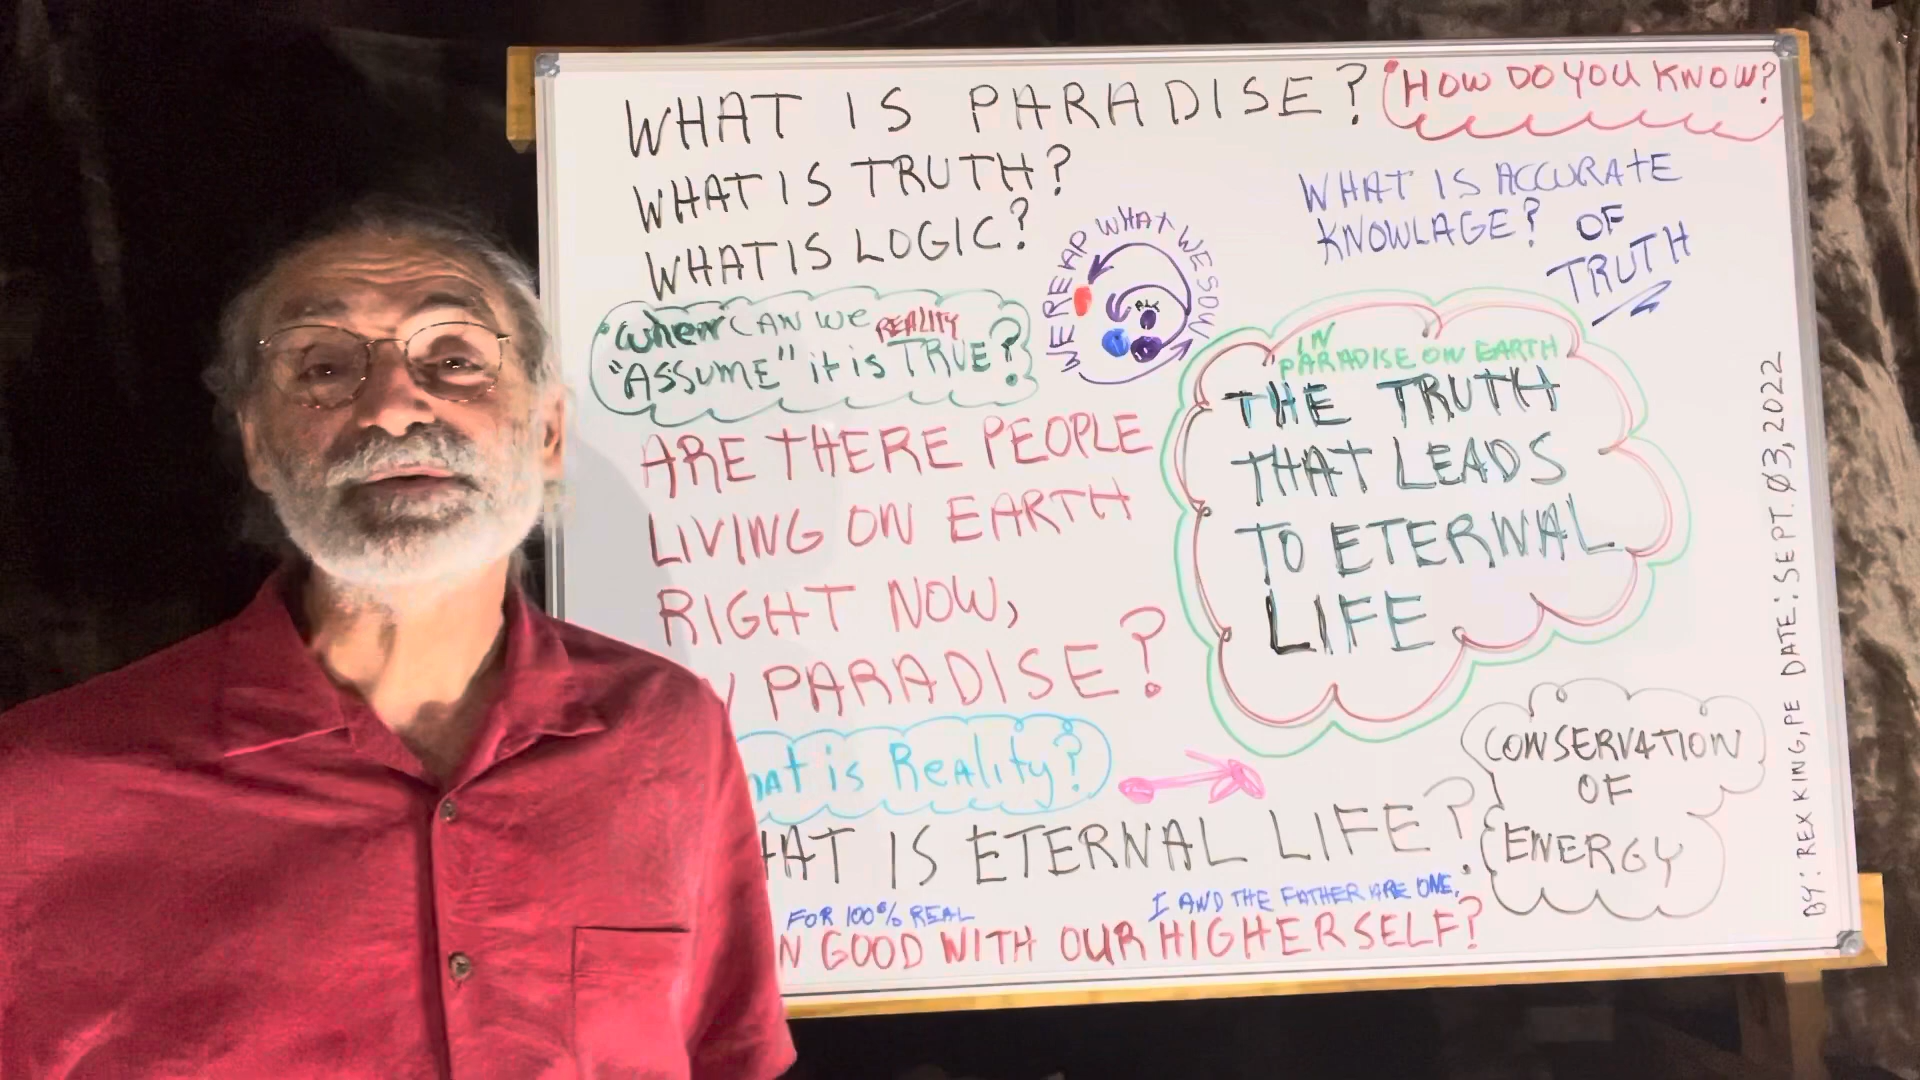 WHAT IS PARADISE?
HOW DO YOU KNOW?
WHAT IS TRUTH?
WHAT IS LOGIC?
WHAT IS ACCURATE
KNOWLAGE? OF
TRUTH
WE REAP WHAT WE SOW
when CAN WE REALITY
"ASSUME" it is TRUE?
IN
PARADISE ON EARTH
THE TRUTH
THAT LEADS
TO ETERNAL
LIFE
ARE THERE PEOPLE
LIVING ON EARTH
RIGHT NOW,
PARADISE?
at is Reality?
CONSERVATION
OF
ENERGY
HAT IS ETERNAL LIFE?
FOR 100% REAL
I AND THE FATHER ARE ONE.
N GOOD WITH OUR HIGHERSELF?
BY: REX KING, PE DATE: SEPT. 03, 2022